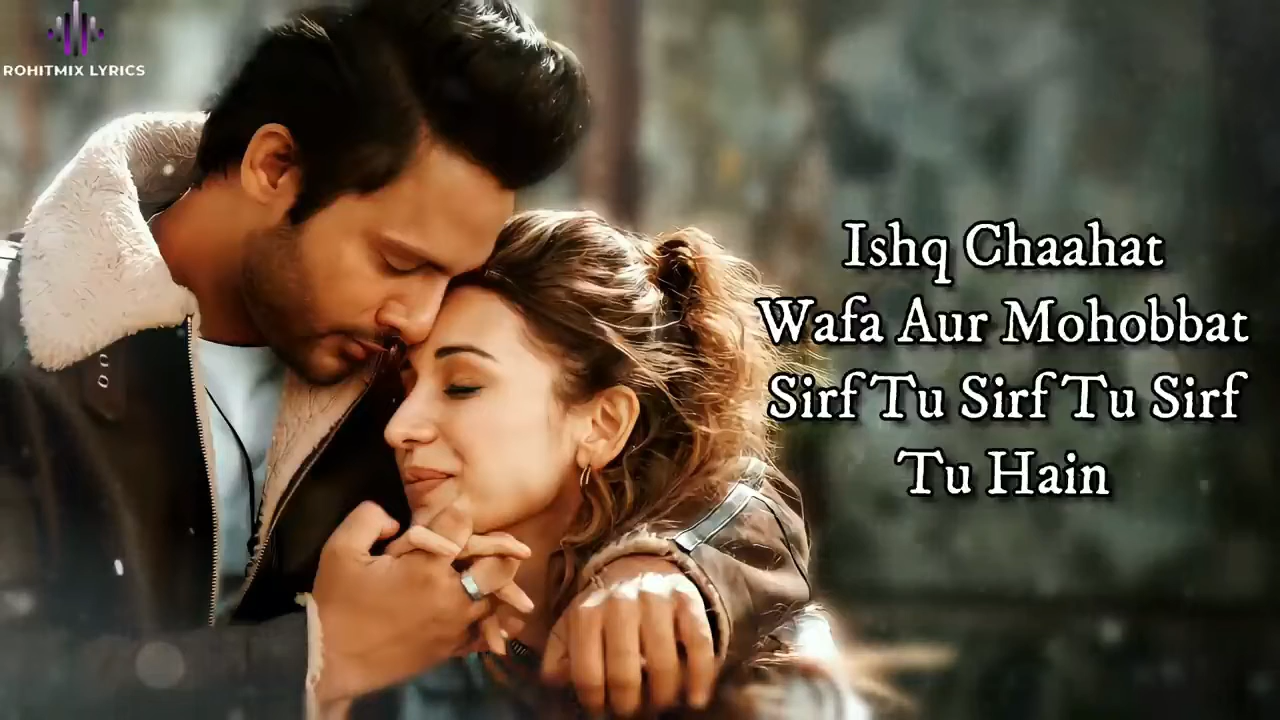 ROHITMIX LYRICS
Ishq Chaahat
Wafa Aur Mohobbat
Sirf Tu Sirf Tu Sirf
Tu Hain